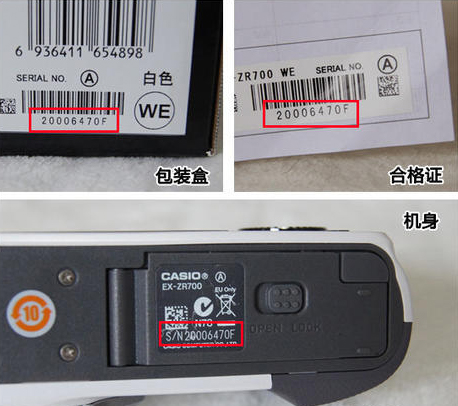 6 936411 654898
SERIAL NO. A
白色
20006470F
WE
包装盒
-ZR700 WE SERIAL NO. A
20006470F
合格证
机身
CASIO® A
EX-ZR700
EU Only
N78
S/N20006470F
OPEN LOCK
10